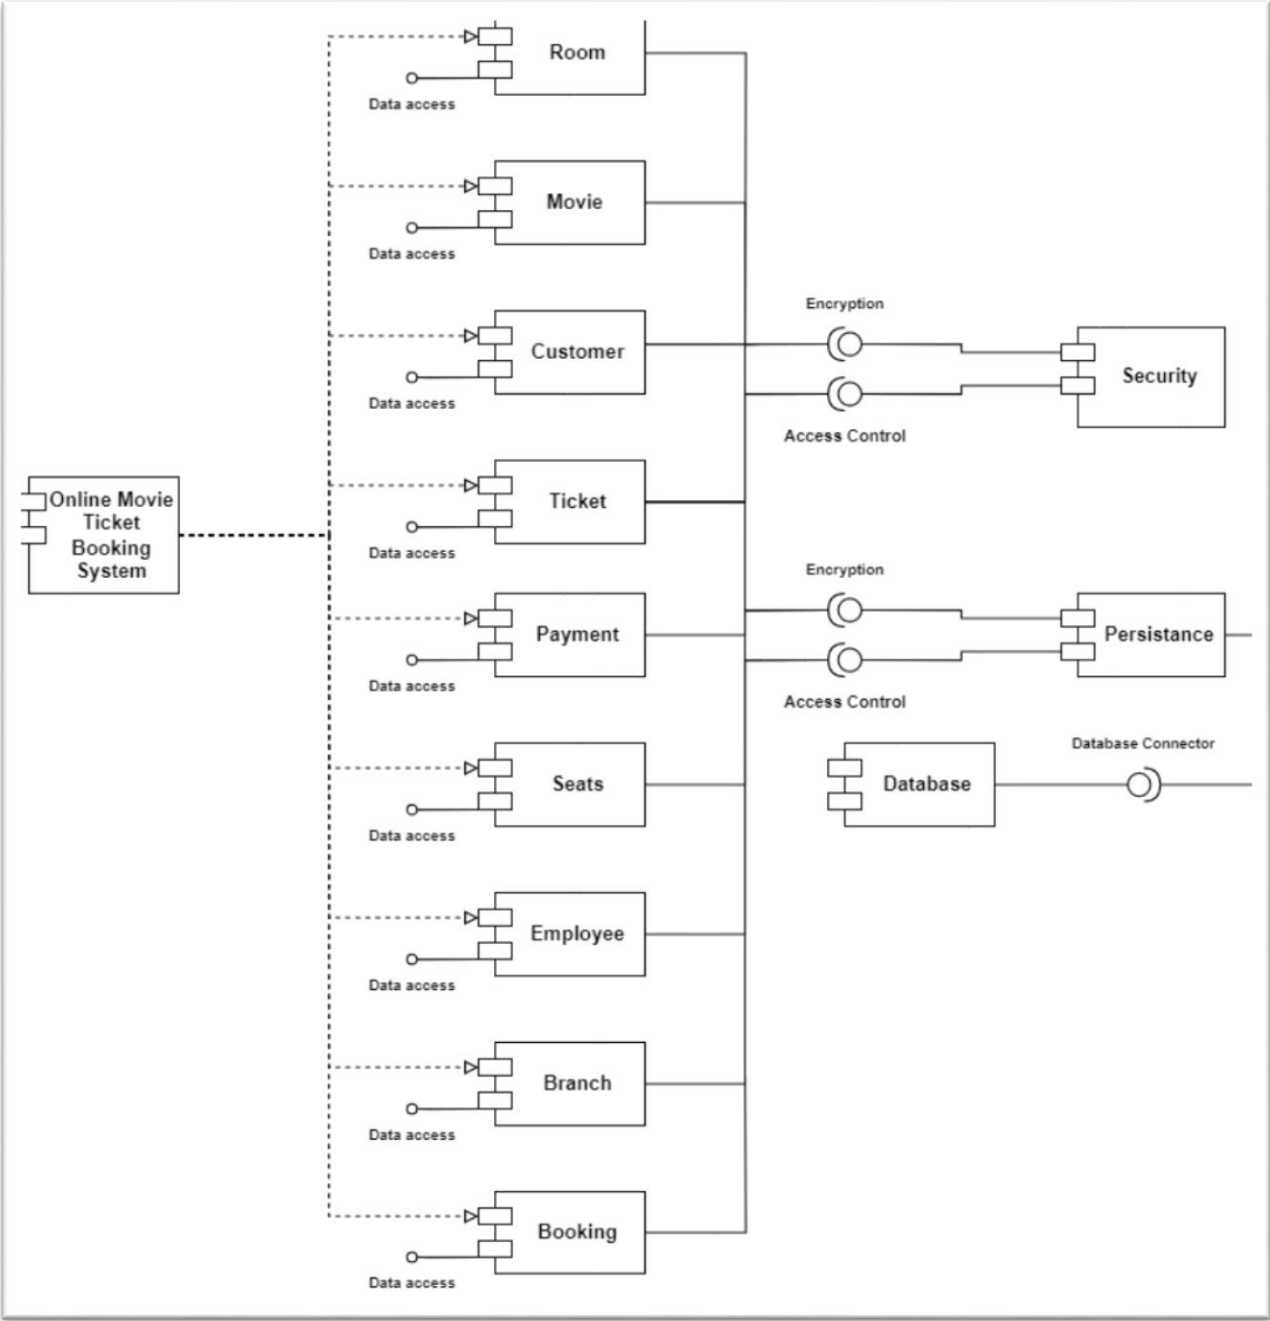 Room
Data access
Movie
Data access
Encryption
Customer
Security
Data access
Access Control
Online Movie
Ticket
Booking
System
Ticket
Data access
Encryption
Payment
Persistance
Data access
Access Control
Database Connector
Seats
Database
Data access
Employee
Data access
Branch
Data access
Booking
Data access